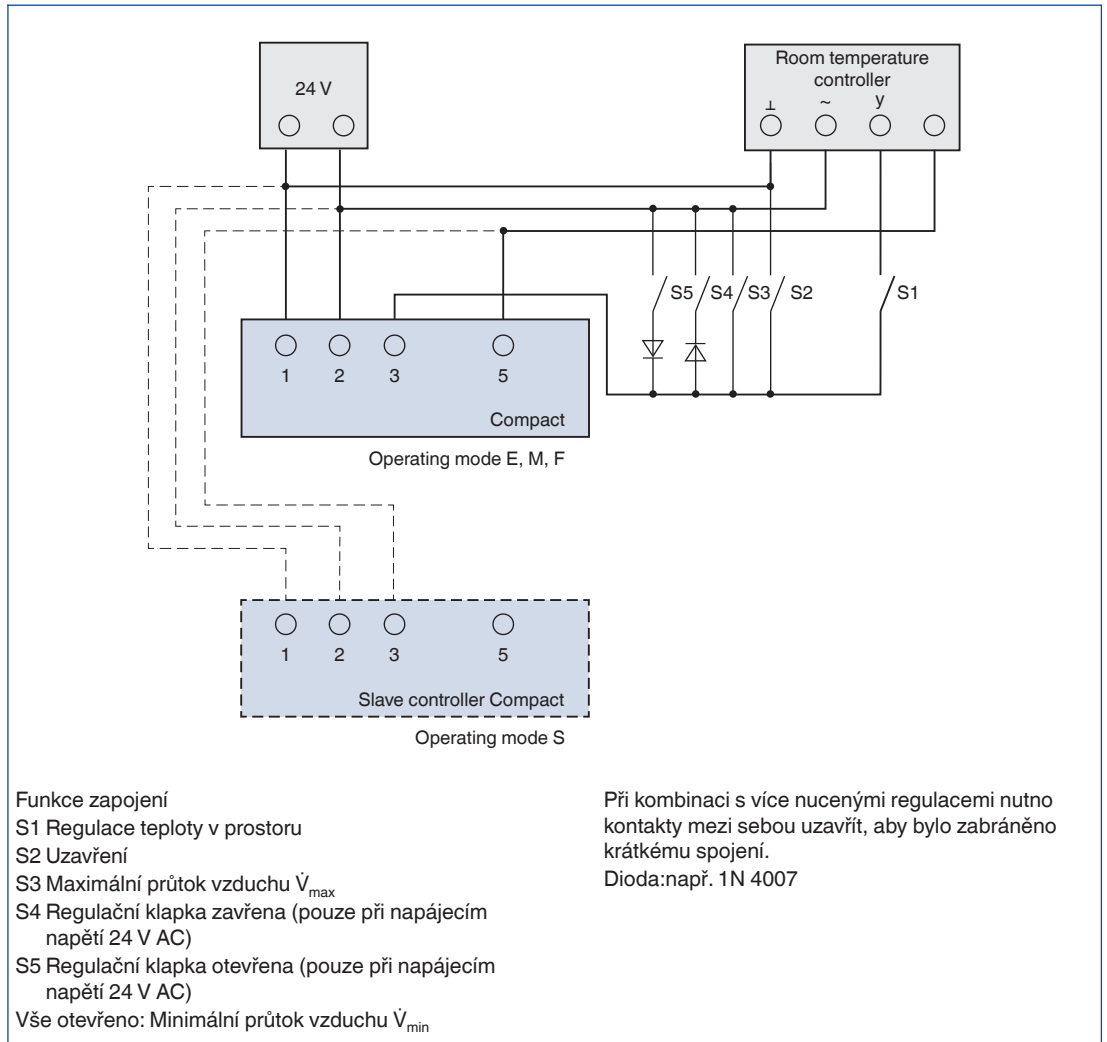 24 V
Room temperature
controller
⊥ ~ y
S5 S4 S3 S2 S1
1 2 3 5
Compact
Operating mode E, M, F
1 2 3 5
Slave controller Compact
Operating mode S
Funkce zapojení
S1 Regulace teploty v prostoru
S2 Uzavření
S3 Maximální průtok vzduchu V̇max
S4 Regulační klapka zavřena (pouze při napájecím
napětí 24 V AC)
S5 Regulační klapka otevřena (pouze při napájecím
napětí 24 V AC)
Vše otevřeno: Minimální průtok vzduchu V̇min
Při kombinaci s více nucenými regulacemi nutno
kontakty mezi sebou uzavřít, aby bylo zabráněno
krátkému spojení.
Dioda:např. 1N 4007